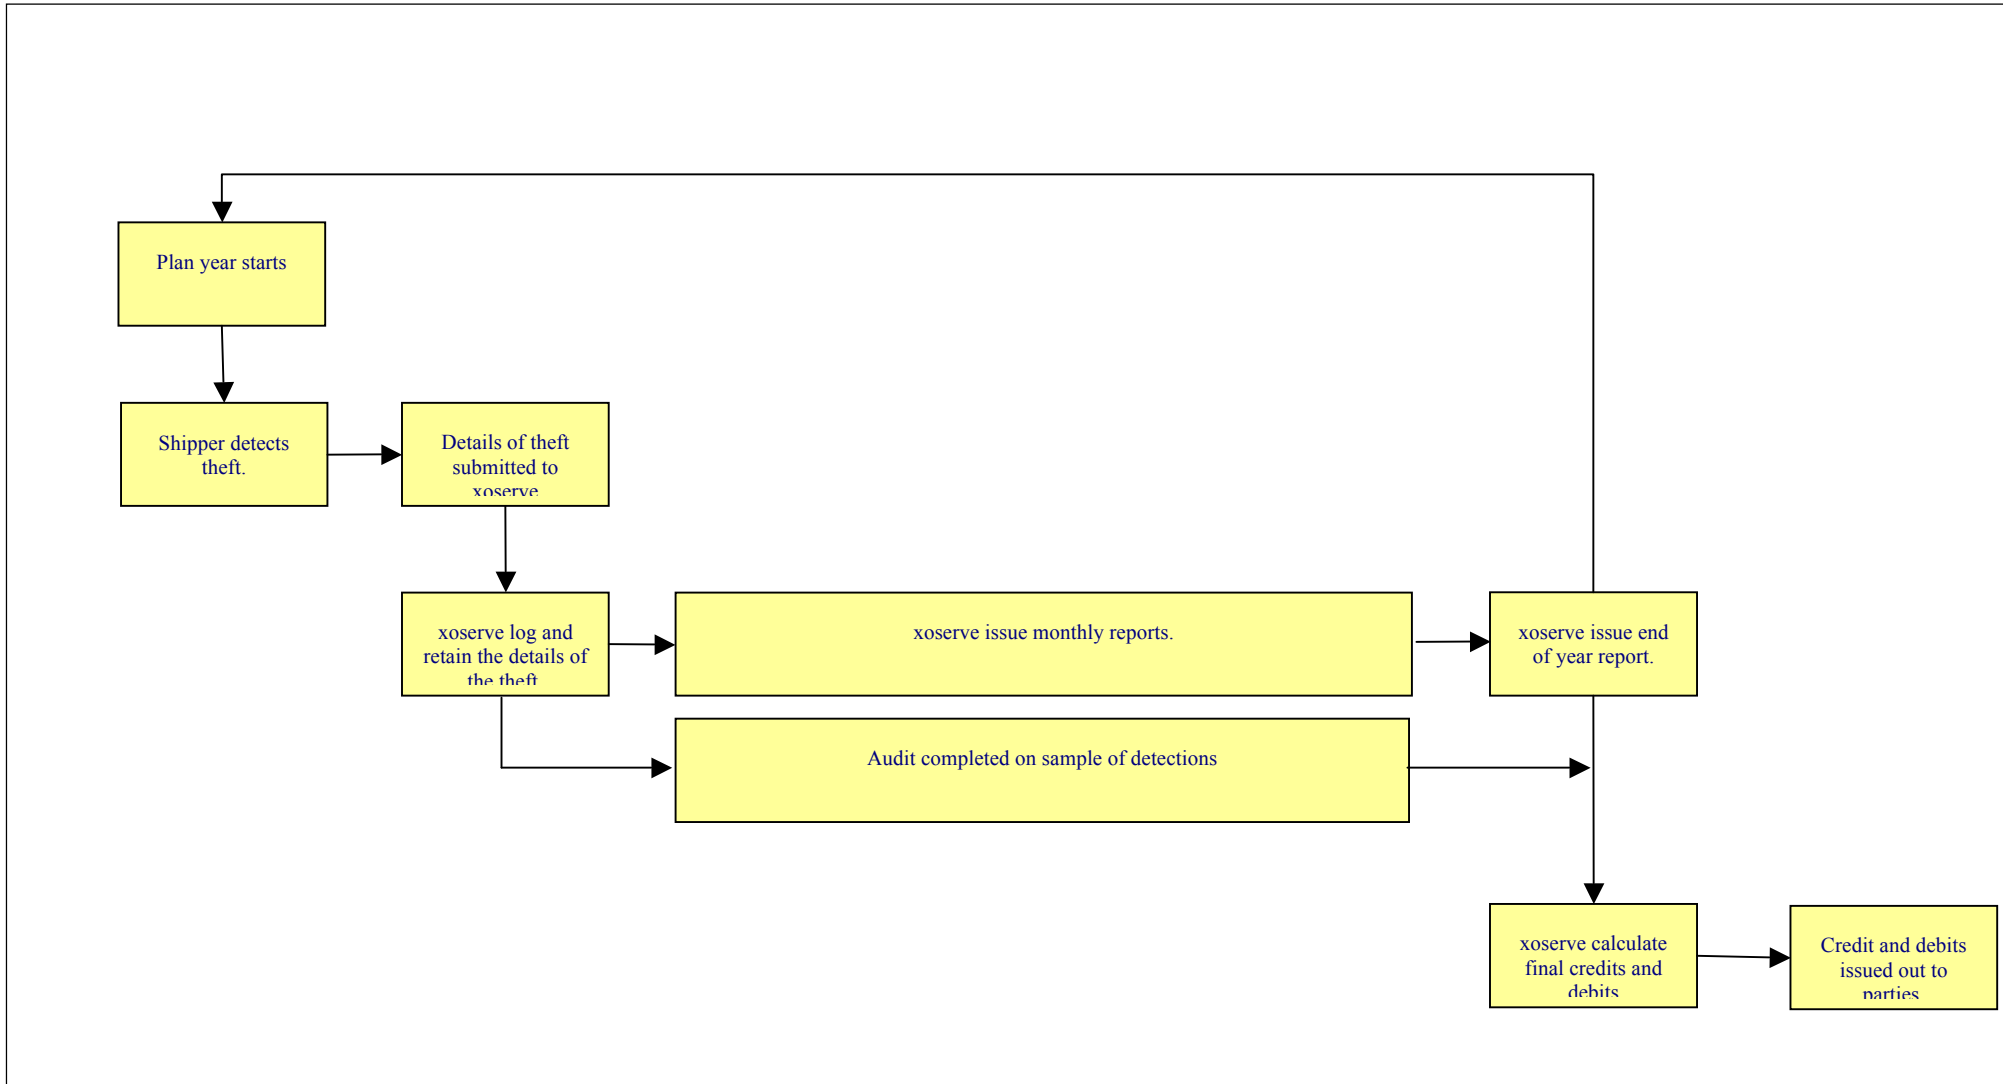 Plan year starts
Shipper detects
theft.
Details of theft
submitted to
xoserve
xoserve log and
retain the details of
the theft
xoserve issue monthly reports.
xoserve issue end
of year report.
Audit completed on sample of detections
xoserve calculate
final credits and
debits
Credit and debits
issued out to
parties